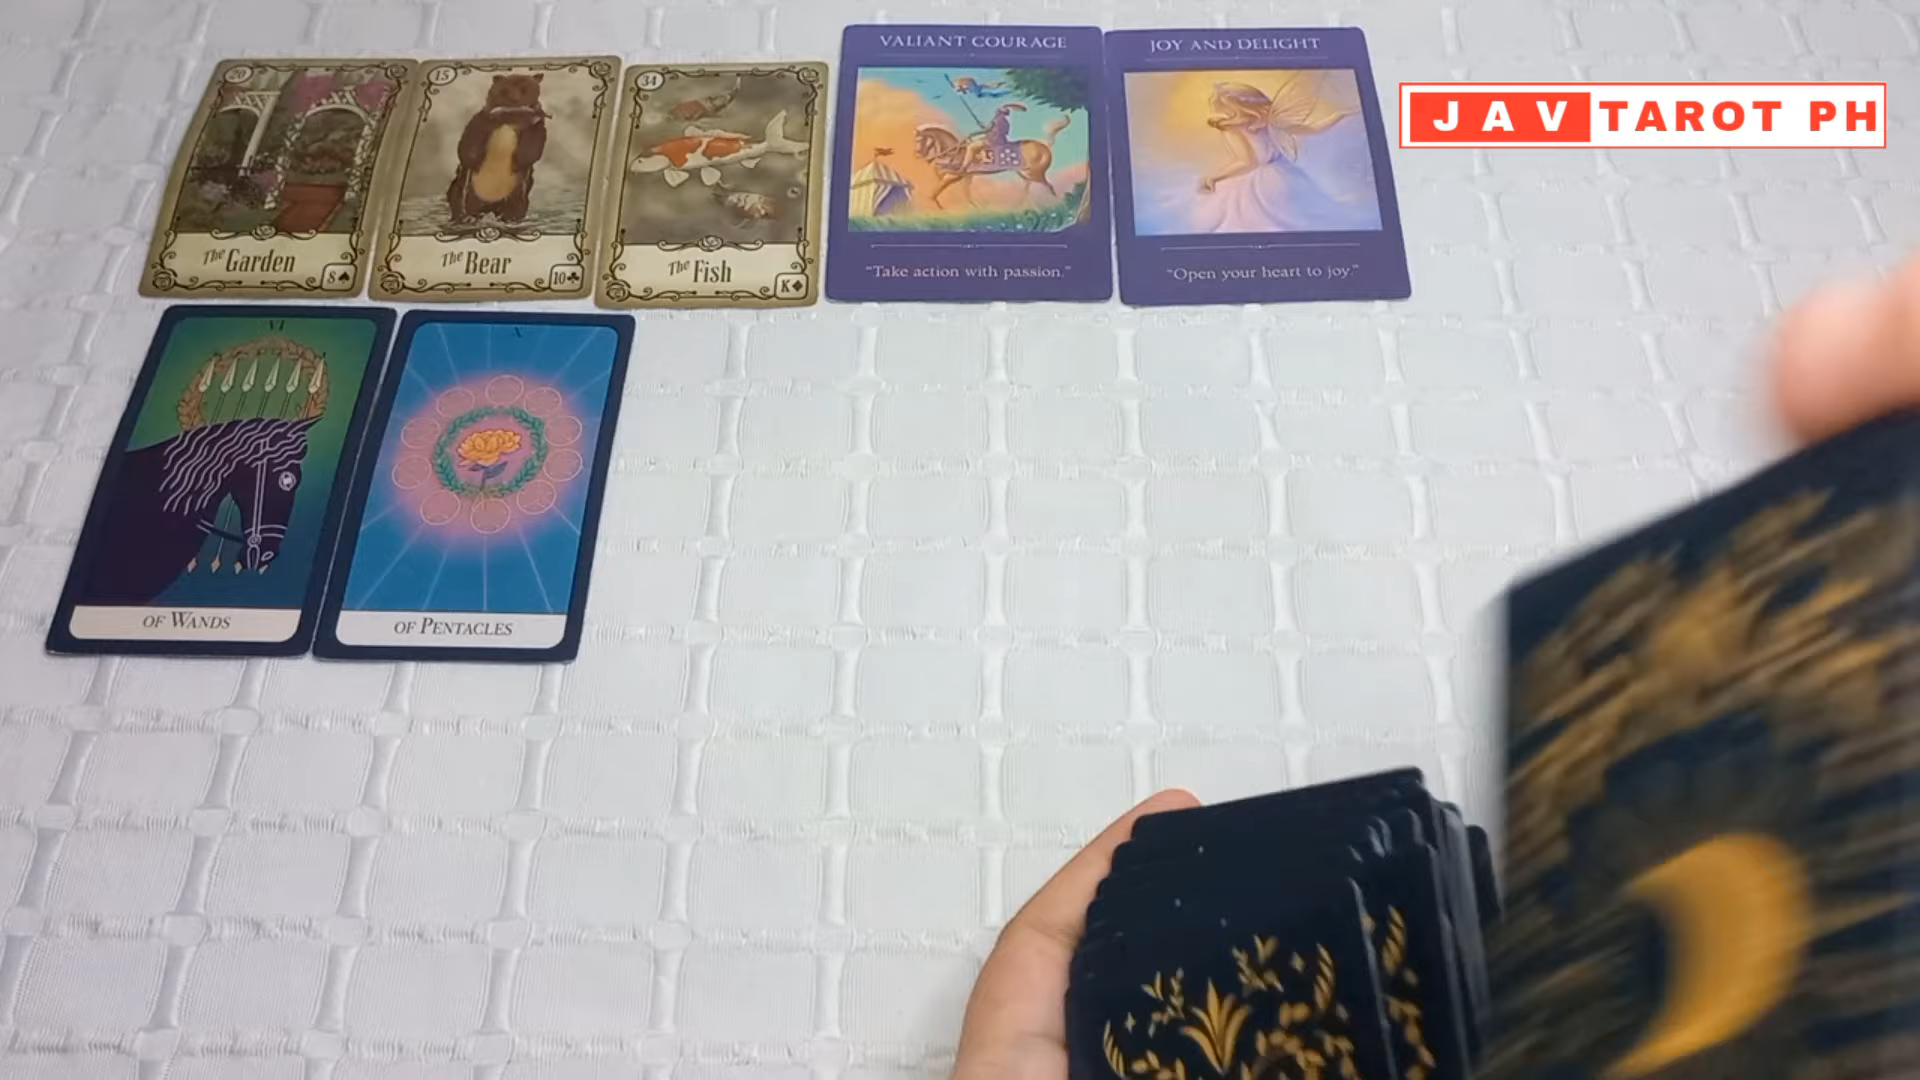 VALIANT COURAGE
JOY AND DELIGHT
JAV TAROT PH
20
15
34
The Garden
8♠
The Bear
10♣
The Fish
K♦
"Take action with passion."
"Open your heart to joy."
VI
X
OF WANDS
OF PENTACLES